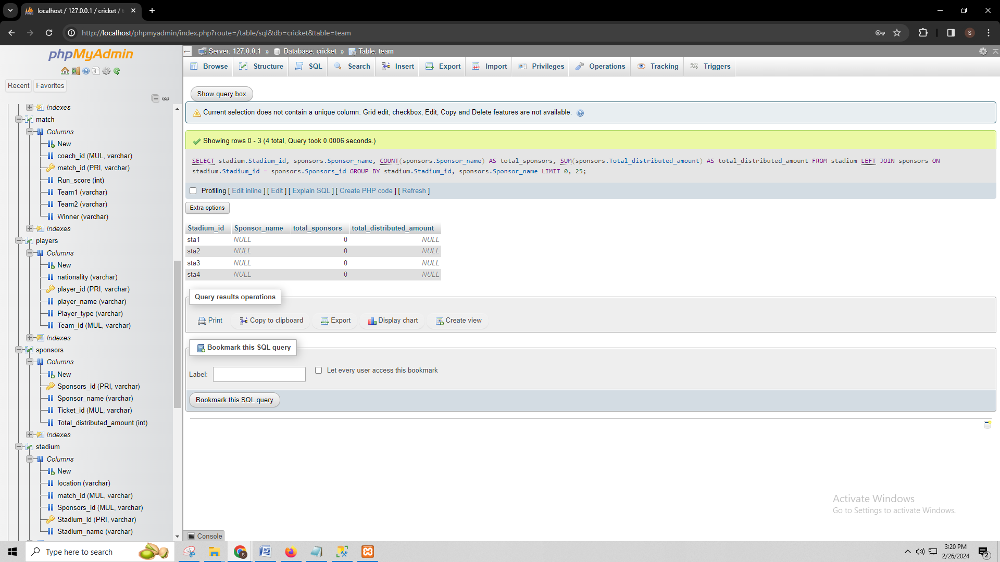 localhost / 127.0.0.1 / cricket / t
http://localhost/phpmyadmin/index.php?route=/table/sql&db=cricket&table=team
S
phpMyAdmin
Recent
Favorites
Indexes
match
Columns
New
coach_id (MUL, varchar)
match_id (PRI, varchar)
Run_score (int)
Team1 (varchar)
Team2 (varchar)
Winner (varchar)
Indexes
players
Columns
New
nationality (varchar)
player_id (PRI, varchar)
player_name (varchar)
Player_type (varchar)
Team_id (MUL, varchar)
Indexes
sponsors
Columns
New
Sponsors_id (PRI, varchar)
Sponsor_name (varchar)
Ticket_id (MUL, varchar)
Total_distributed_amount (int)
Indexes
stadium
Columns
New
location (varchar)
match_id (MUL, varchar)
Sponsors_id (MUL, varchar)
Stadium_id (PRI, varchar)
Stadium_name (varchar)
Server: 127.0.0.1 » Database: cricket » Table: team
Browse Structure SQL Search Insert Export Import Privileges Operations Tracking Triggers
Show query box
Current selection does not contain a unique column. Grid edit, checkbox, Edit, Copy and Delete features are not available.
Showing rows 0 - 3 (4 total, Query took 0.0006 seconds.)
SELECT stadium.Stadium_id, sponsors.Sponsor_name, COUNT(sponsors.Sponsor_name) AS total_sponsors, SUM(sponsors.Total_distributed_amount) AS total_distributed_amount FROM stadium LEFT JOIN sponsors ON
stadium.Stadium_id = sponsors.Sponsors_id GROUP BY stadium.Stadium_id, sponsors.Sponsor_name LIMIT 0, 25;
Profiling [ Edit inline ] [ Edit ] [ Explain SQL ] [ Create PHP code ] [ Refresh ]
Extra options
Stadium_id Sponsor_name total_sponsors total_distributed_amount
sta1 NULL 0 NULL
sta2 NULL 0 NULL
sta3 NULL 0 NULL
sta4 NULL 0 NULL
Query results operations
Print Copy to clipboard Export Display chart Create view
Bookmark this SQL query
Label: Let every user access this bookmark
Bookmark this SQL query
Activate Windows
Go to Settings to activate Windows.
Console
Type here to search
S
3:20 PM
2/26/2024
2